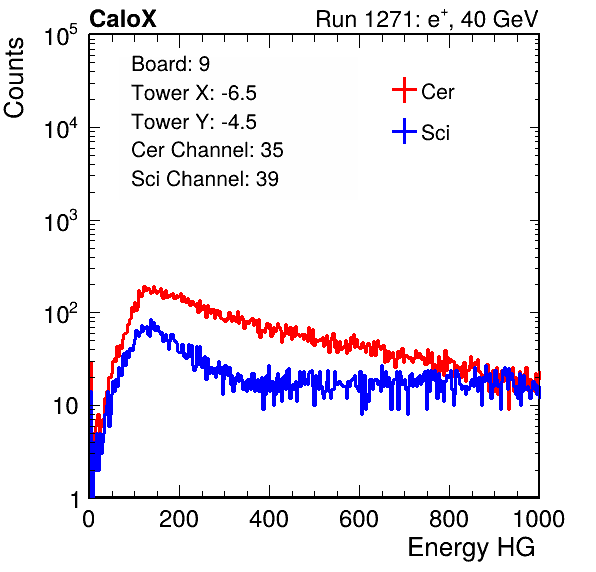 CaloX Run 1271: e+, 40 GeV
Counts
Board: 9
Tower X: -6.5
Tower Y: -4.5
Cer Channel: 35
Sci Channel: 39
Cer
Sci
10^5
10^4
10^3
10^2
10
1
0 200 400 600 800 1000
Energy HG